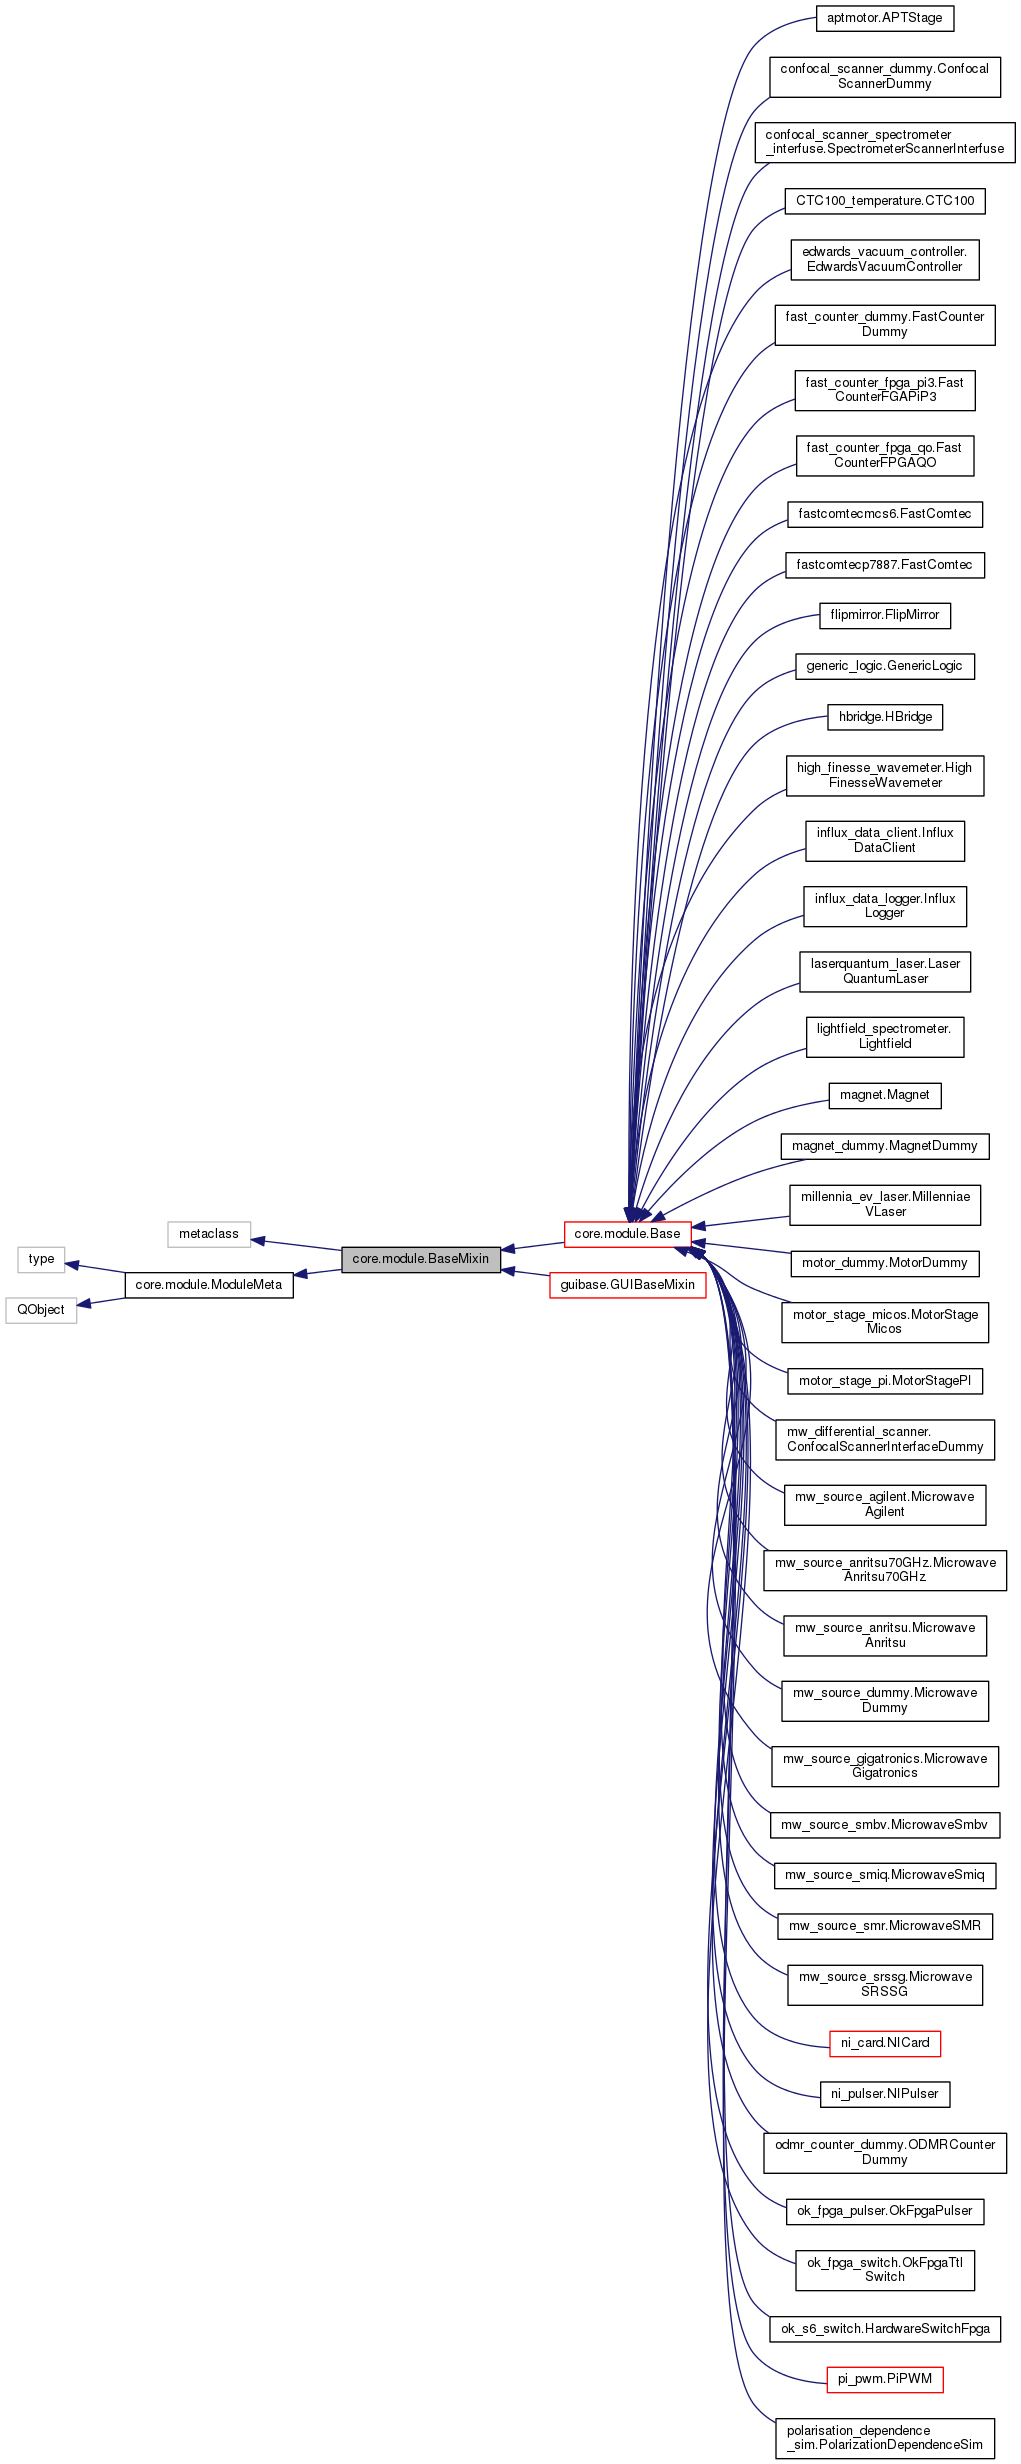 aptmotor.APTStage
confocal_scanner_dummy.Confocal
ScannerDummy
confocal_scanner_spectrometer
_interfuse.SpectrometerScannerInterfuse
CTC100_temperature.CTC100
edwards_vacuum_controller.
EdwardsVacuumController
fast_counter_dummy.FastCounter
Dummy
fast_counter_fpga_pi3.Fast
CounterFGAPiP3
fast_counter_fpga_qo.Fast
CounterFPGAQO
fastcomtecmcs6.FastComtec
fastcomtecp7887.FastComtec
flipmirror.FlipMirror
generic_logic.GenericLogic
hbridge.HBridge
high_finesse_wavemeter.High
FinesseWavemeter
influx_data_client.Influx
DataClient
influx_data_logger.Influx
Logger
laserquantum_laser.Laser
QuantumLaser
lightfield_spectrometer.
Lightfield
magnet.Magnet
magnet_dummy.MagnetDummy
millennia_ev_laser.Millenniae
VLaser
metaclass
core.module.Base
type
core.module.BaseMixin
motor_dummy.MotorDummy
core.module.ModuleMeta
guibase.GUIBaseMixin
QObject
motor_stage_micos.MotorStage
Micos
motor_stage_pi.MotorStagePI
mw_differential_scanner.
ConfocalScannerInterfaceDummy
mw_source_agilent.Microwave
Agilent
mw_source_anritsu70GHz.Microwave
Anritsu70GHz
mw_source_anritsu.Microwave
Anritsu
mw_source_dummy.Microwave
Dummy
mw_source_gigatronics.Microwave
Gigatronics
mw_source_smbv.MicrowaveSmbv
mw_source_smiq.MicrowaveSmiq
mw_source_smr.MicrowaveSMR
mw_source_srssg.Microwave
SRSSG
ni_card.NICard
ni_pulser.NIPulser
odmr_counter_dummy.ODMRCounter
Dummy
ok_fpga_pulser.OkFpgaPulser
ok_fpga_switch.OkFpgaTtl
Switch
ok_s6_switch.HardwareSwitchFpga
pi_pwm.PiPWM
polarisation_dependence
_sim.PolarizationDependenceSim